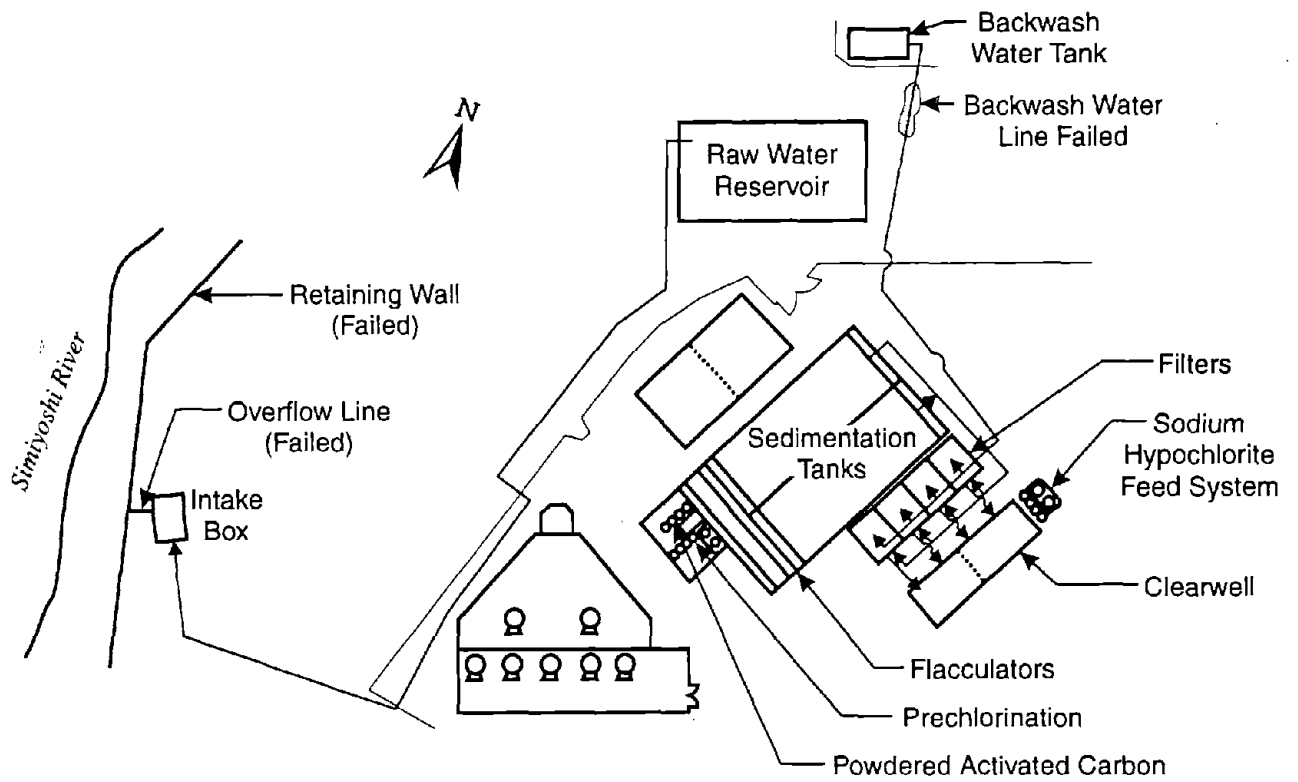 Backwash
Water Tank
Backwash Water
Line Failed
N
Raw Water
Reservoir
Retaining Wall
(Failed)
Simiyoshi River
Overflow Line
(Failed)
Intake
Box
Filters
Sedimentation
Tanks
Sodium
Hypochlorite
Feed System
Clearwell
Flacculators
Prechlorination
Powdered Activated Carbon